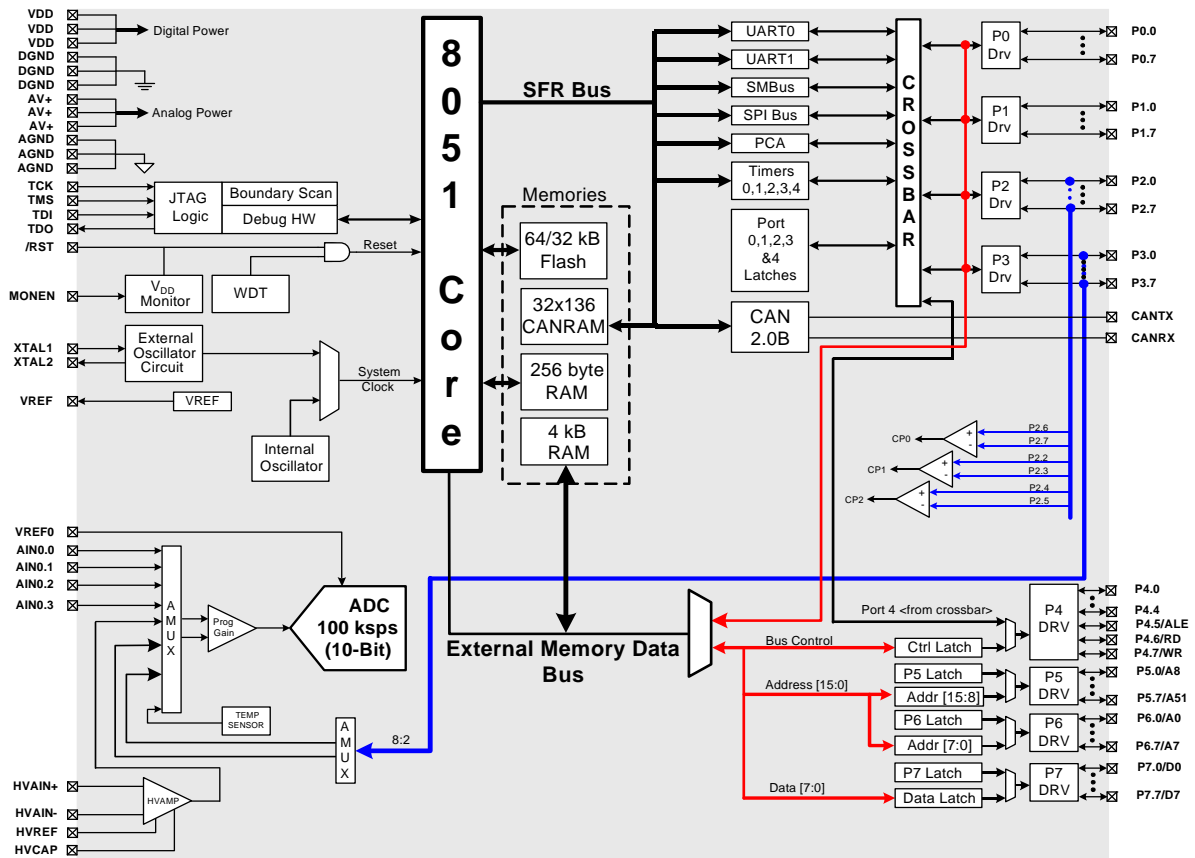 VDD
VDD
VDD
Digital Power
DGND
DGND
DGND
AV+
AV+
AV+
Analog Power
AGND
AGND
AGND
TCK
TMS
TDI
TDO
/RST
MONEN
XTAL1
XTAL2
VREF
JTAG
Logic
Boundary Scan
Debug HW
Reset
VDD
Monitor
WDT
External
Oscillator
Circuit
System
Clock
VREF
Internal
Oscillator
8
0
5
1
C
o
r
e
SFR Bus
Memories
64/32 kB
Flash
32x136
CANRAM
256 byte
RAM
4 kB
RAM
UART0
UART1
SMBus
SPI Bus
PCA
Timers
0,1,2,3,4
Port
0,1,2,3
&4
Latches
CAN
2.0B
C
R
O
S
S
B
A
R
P0
Drv
P1
Drv
P2
Drv
P3
Drv
P0.0
P0.7
P1.0
P1.7
P2.0
P2.7
P3.0
P3.7
CANTX
CANRX
CP0
+
-
P2.6
P2.7
CP1
+
-
P2.2
P2.3
CP2
+
-
P2.4
P2.5
VREF0
AIN0.0
AIN0.1
AIN0.2
AIN0.3
A
M
U
X
Prog
Gain
ADC
100 ksps
(10-Bit)
TEMP
SENSOR
A
M
U
X
8:2
HVAIN+
HVAIN-
HVREF
HVCAP
HVAMP
External Memory Data
Bus
Port 4 <from crossbar>
Bus Control
Ctrl Latch
Address [15:0]
P5 Latch
Addr [15:8]
P6 Latch
Addr [7:0]
P7 Latch
Data [7:0]
Data Latch
P4
DRV
P5
DRV
P6
DRV
P7
DRV
P4.0
P4.4
P4.5/ALE
P4.6/RD
P4.7/WR
P5.0/A8
P5.7/A51
P6.0/A0
P6.7/A7
P7.0/D0
P7.7/D7